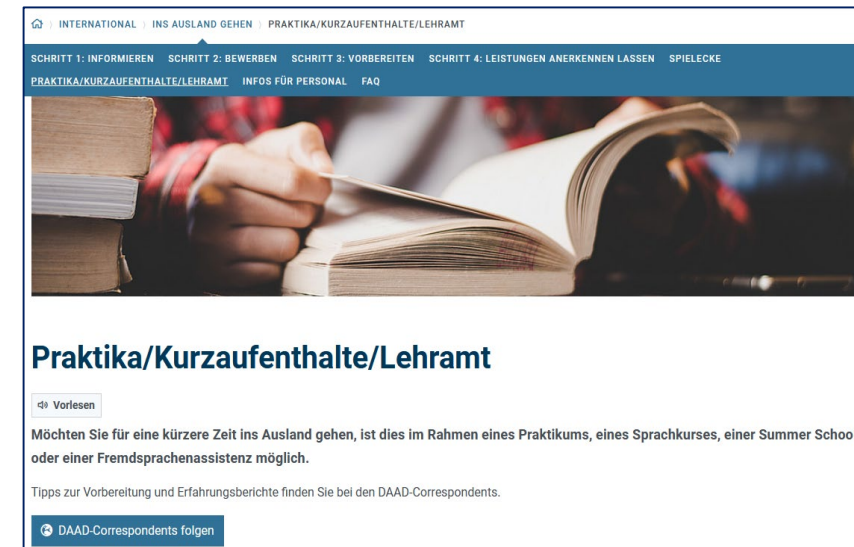 INTERNATIONAL INS AUSLAND GEHEN PRAKTIKA/KURZAUFENTHALTE/LEHRAMT
SCHRITT 1: INFORMIEREN SCHRITT 2: BEWERBEN SCHRITT 3: VORBEREITEN SCHRITT 4: LEISTUNGEN ANERKENNEN LASSEN SPIELECKE
PRAKTIKA/KURZAUFENTHALTE/LEHRAMT INFOS FÜR PERSONAL FAQ
Praktika/Kurzaufenthalte/Lehramt
Vorlesen
Möchten Sie für eine kürzere Zeit ins Ausland gehen, ist dies im Rahmen eines Praktikums, eines Sprachkurses, einer Summer Schoo
oder einer Fremdsprachenassistenz möglich.
Tipps zur Vorbereitung und Erfahrungsberichte finden Sie bei den DAAD-Correspondents.
DAAD-Correspondents folgen